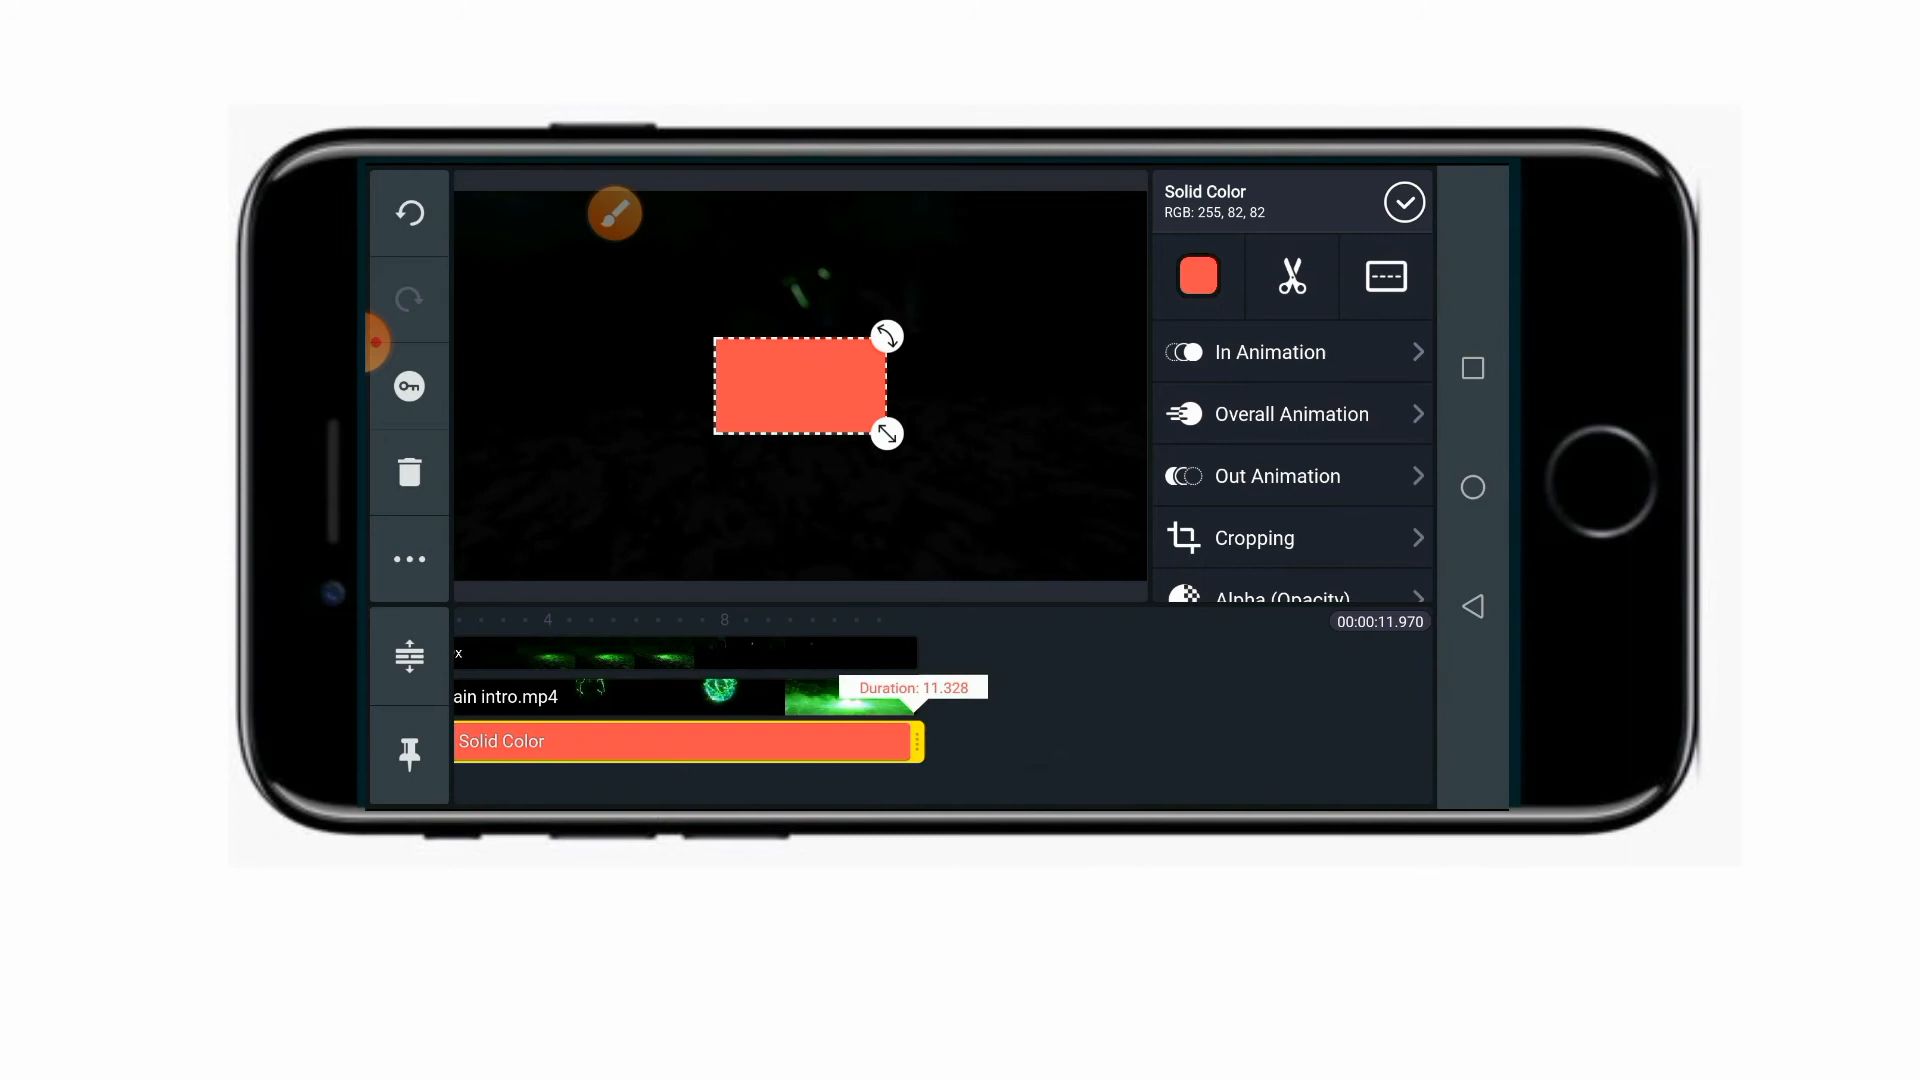 Solid Color
RGB: 255, 82, 82
In Animation
Overall Animation
Out Animation
Cropping
Alpha (Opacity)
4
8
00:00:11.970
x
ain intro.mp4
Duration: 11.328
Solid Color